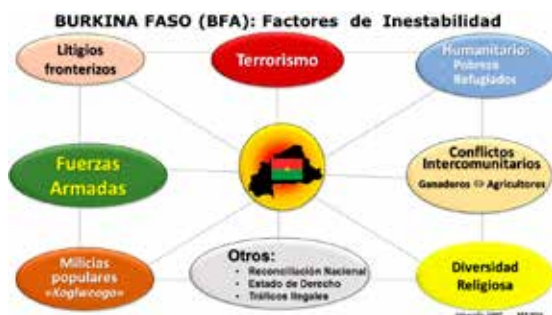 BURKINA FASO (BFA): Factores de Inestabilidad
Litigios
fronterizos
Terrorismo
Humanitario:
Pobreza
Refugiados
Fuerzas
Armadas
Conflictos
Intercomunitarios
Ganaderos ⇔ Agricultores
Milicias
populares
«Koglweogo»
Otros:
• Reconciliación Nacional
• Estado de Derecho
• Tráficos Ilegales
Diversidad
Religiosa